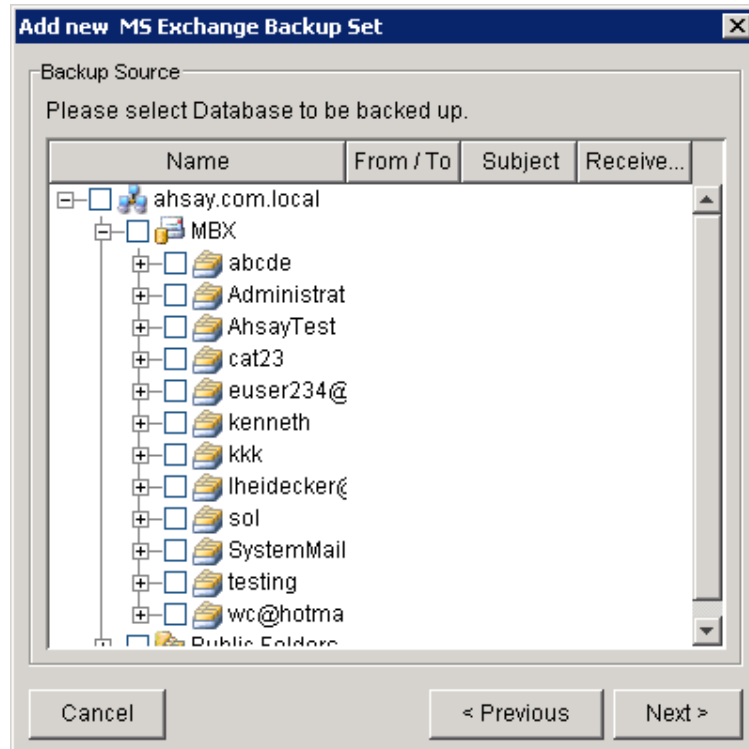 Add new MS Exchange Backup Set
Backup Source
Please select Database to be backed up.
Name From / To Subject Receive...
ahsay.com.local
MBX
abcde
Administrat
AhsayTest
cat23
euser234@
kenneth
kkk
lheidecker@
sol
SystemMail
testing
wc@hotma
Public Folders
Cancel < Previous Next >